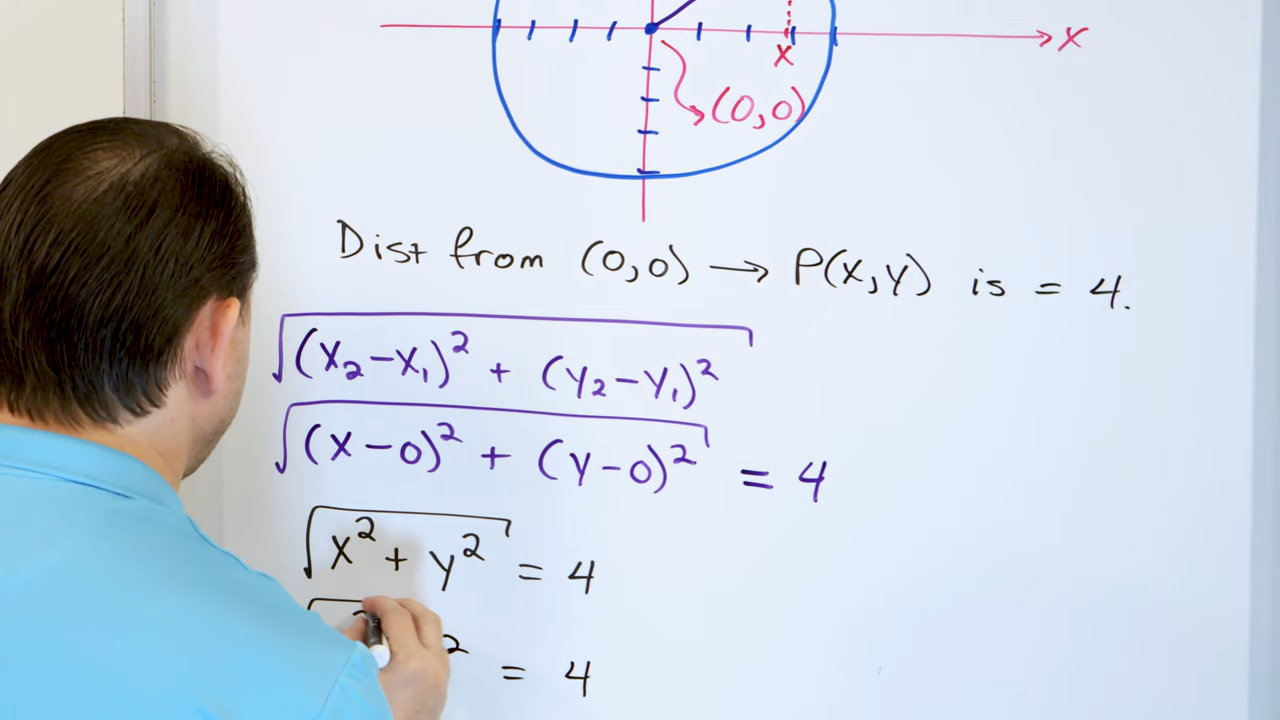 X
X
(0,0)
Dist from (0,0) → P(X,Y) is = 4.
√(X₂-X₁)² + (Y₂-Y₁)²
√(X-0)² + (Y-0)² = 4
√X² + Y² = 4
² = 4